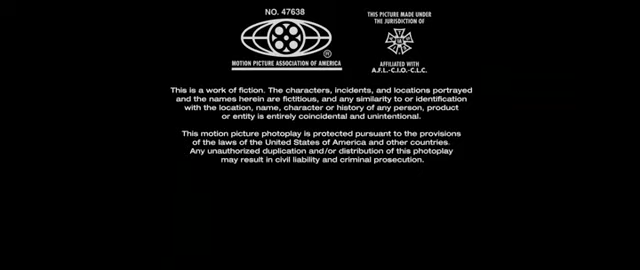 NO. 47638
MOTION PICTURE ASSOCIATION OF AMERICA
®
THIS PICTURE MADE UNDER
THE JURISDICTION OF
AFFILIATED WITH
A.F.L.-C.I.O.-C.L.C.
This is a work of fiction. The characters, incidents, and locations portrayed
and the names herein are fictitious, and any similarity to or identification
with the location, name, character or history of any person, product
or entity is entirely coincidental and unintentional.
This motion picture photoplay is protected pursuant to the provisions
of the laws of the United States of America and other countries.
Any unauthorized duplication and/or distribution of this photoplay
may result in civil liability and criminal prosecution.